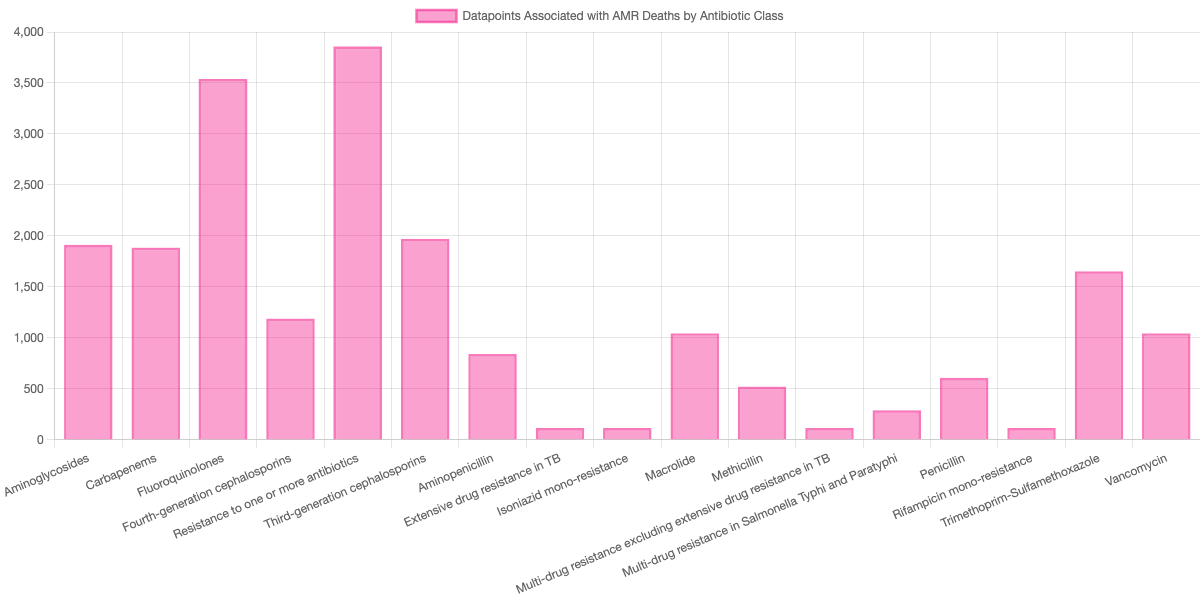 Datapoints Associated with AMR Deaths by Antibiotic Class
4,000
3,500
3,000
2,500
2,000
1,500
1,000
500
0
Aminoglycosides
Carbapenems
Fluoroquinolones
Fourth-generation cephalosporins
Resistance to one or more antibiotics
Third-generation cephalosporins
Aminopenicillin
Extensive drug resistance in TB
Isoniazid mono-resistance
Macrolide
Methicillin
Multi-drug resistance excluding extensive drug resistance in TB
Multi-drug resistance in Salmonella Typhi and Paratyphi
Penicillin
Rifampicin mono-resistance
Trimethoprim-Sulfamethoxazole
Vancomycin